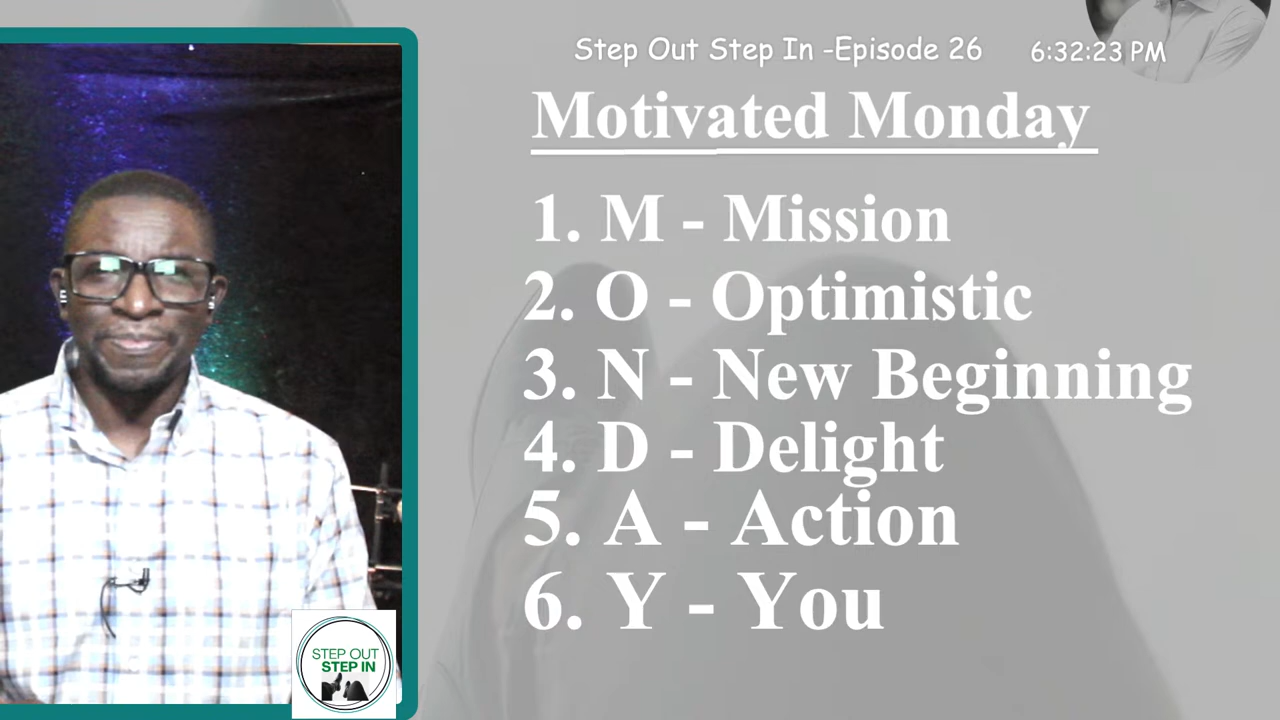 Step Out Step In -Episode 26 6:32:23 PM
Motivated Monday
1. M - Mission
2. O - Optimistic
3. N - New Beginning
4. D - Delight
5. A - Action
6. Y - You
STEP OUT
STEP IN